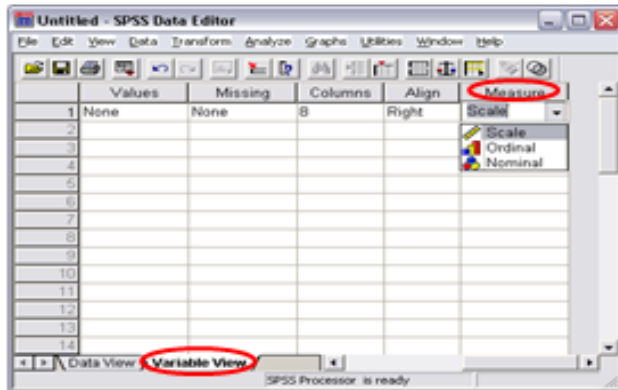 Untitled - SPSS Data Editor
File Edit View Data Transform Analyze Graphs Utilities Window Help
Values Missing Columns Align Measure
1 None None 8 Right Scale
2 Scale
3 Ordinal
4 Nominal
5
6
7
8
9
10
11
12
13
14
Data View Variable View
SPSS Processor is ready